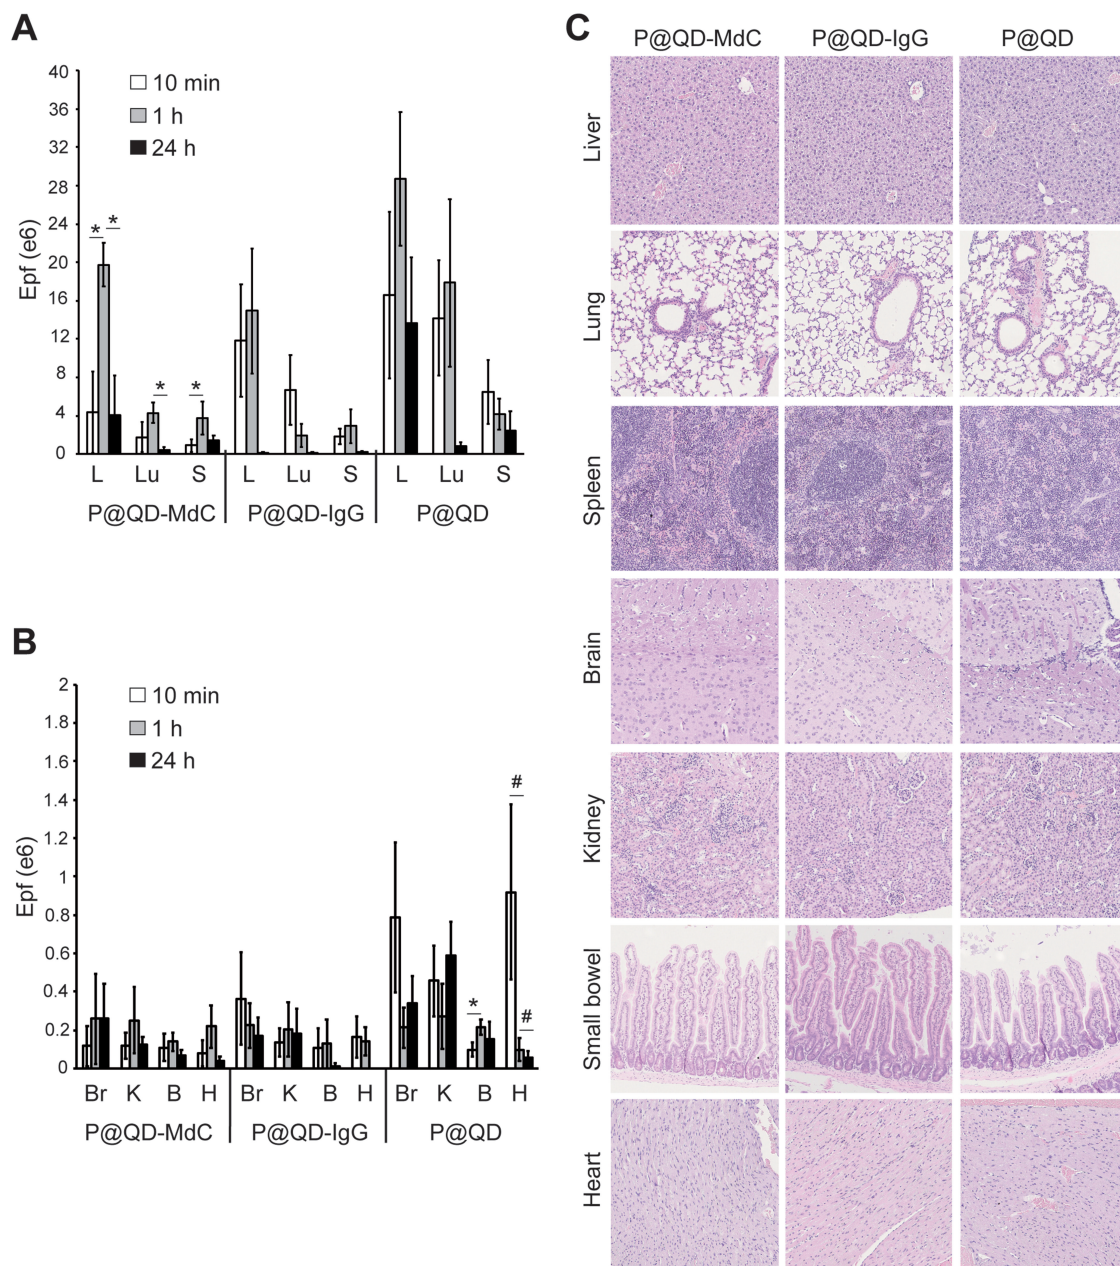 A
10 min
1 h
24 h
40
36
32
28
24
20
16
12
8
4
0
Epf (e6)
* *
* *
L Lu S L Lu S L Lu S
P@QD-MdC P@QD-IgG P@QD
B
10 min
1 h
24 h
2
1.8
1.6
1.4
1.2
1
0.8
0.6
0.4
0.2
0
Epf (e6)
#
*
#
Br K B H Br K B H Br K B H
P@QD-MdC P@QD-IgG P@QD
C
P@QD-MdC P@QD-IgG P@QD
Liver
Lung
Spleen
Brain
Kidney
Small bowel
Heart